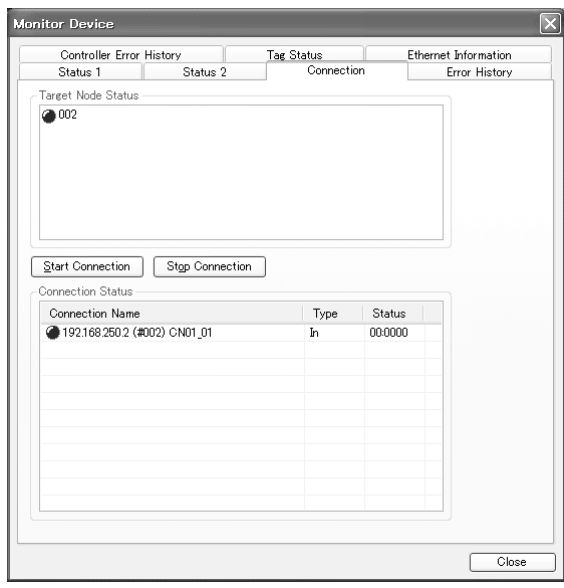 Monitor Device
Controller Error History Tag Status Ethernet Information
Status 1 Status 2 Connection Error History
Target Node Status
002
Start Connection Stop Connection
Connection Status
Connection Name Type Status
192.168.250.2 (#002) CN01_01 In 00:0000
Close